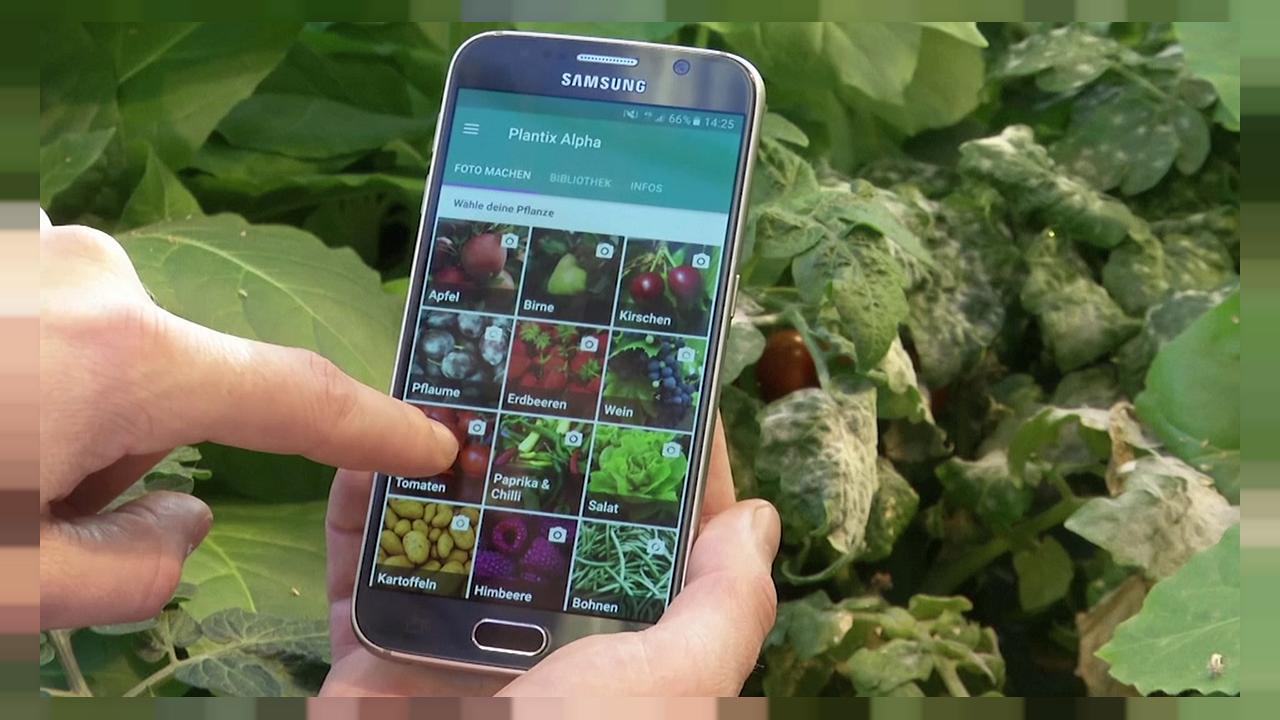 SAMSUNG
66% 14:25
Plantix Alpha
FOTO MACHEN BIBLIOTHEK INFOS
Wähle deine Pflanze
Apfel
Birne
Kirschen
Pflaume
Erdbeeren
Wein
Tomaten
Paprika &
Chilli
Salat
Kartoffeln
Himbeere
Bohnen